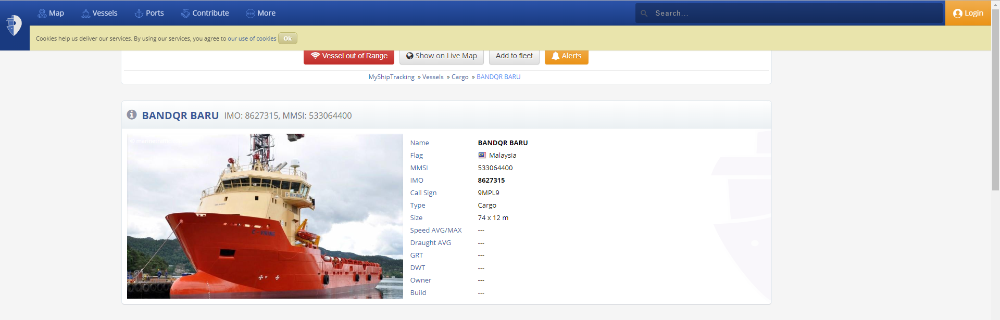 Map Vessels Ports Contribute More Search... Login
Cookies help us deliver our services. By using our services, you agree to our use of cookies Ok
Vessel out of Range Show on Live Map Add to fleet Alerts
MyShipTracking » Vessels » Cargo » BANDQR BARU
BANDQR BARU IMO: 8627315, MMSI: 533064400
C-VIKING
C-VIKING
Name BANDQR BARU
Flag Malaysia
MMSI 533064400
IMO 8627315
Call Sign 9MPL9
Type Cargo
Size 74 x 12 m
Speed AVG/MAX ---
Draught AVG ---
GRT ---
DWT ---
Owner ---
Build ---